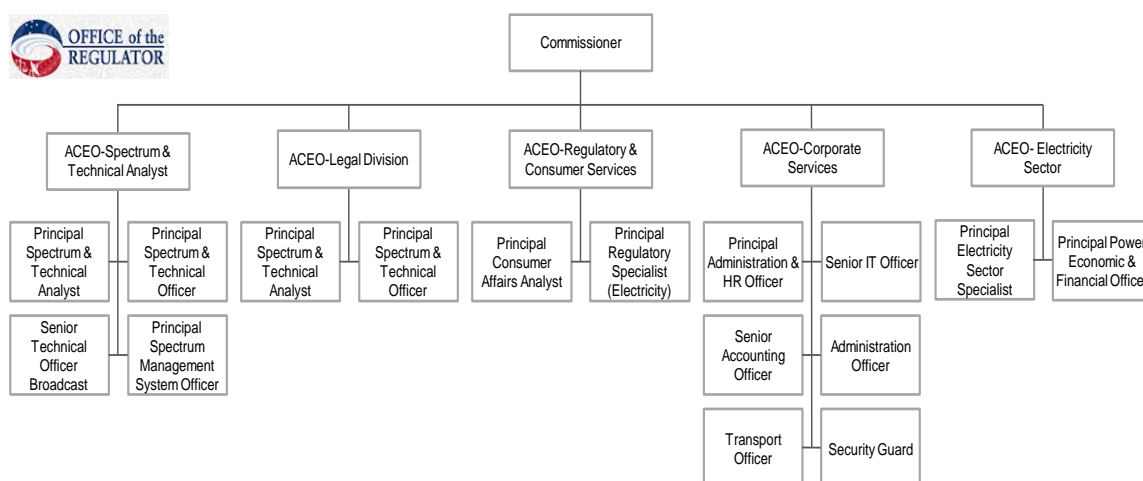 OFFICE of the
REGULATOR
Commissioner
ACEO-Spectrum &
Technical Analyst
ACEO-Legal Division
ACEO-Regulatory &
Consumer Services
ACEO-Corporate
Services
ACEO- Electricity
Sector
Principal
Spectrum &
Technical
Analyst
Principal
Spectrum &
Technical
Officer
Principal
Spectrum &
Technical
Analyst
Principal
Spectrum &
Technical
Officer
Principal
Consumer
Affairs Analyst
Principal
Regulatory
Specialist
(Electricity)
Principal
Administration &
HR Officer
Senior IT Officer
Principal
Electricity
Sector
Specialist
Principal Power
Economic &
Financial Office
Senior
Technical
Officer
Broadcast
Principal
Spectrum
Management
System Officer
Senior
Accounting
Officer
Administration
Officer
Transport
Officer
Security Guard